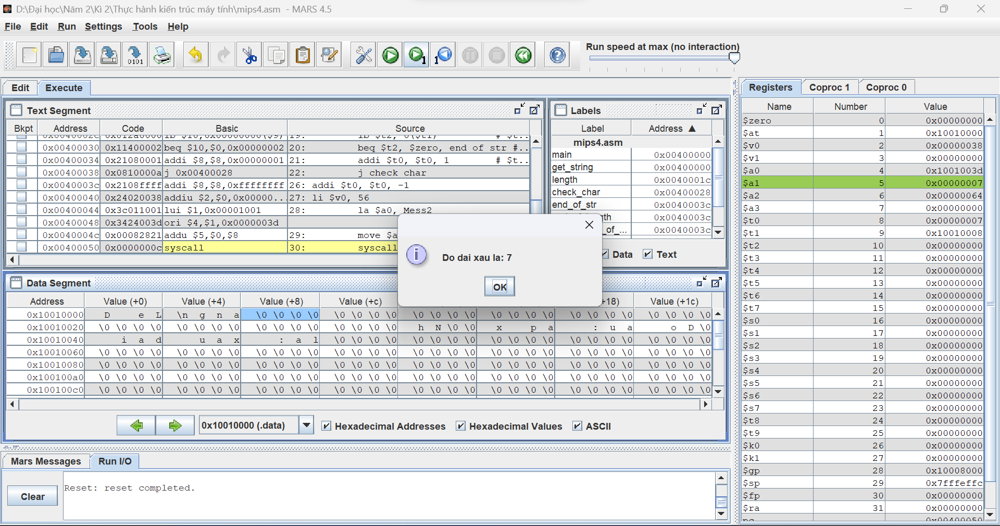 D:\Đại học\Năm 2\Kì 2\Thực hành kiến trúc máy tính\mips4.asm - MARS 4.5
File Edit Run Settings Tools Help
Run speed at max (no interaction)
Edit Execute
Text Segment
Bkpt Address Code Basic Source
0x0040002c 0x812a0000 lb $10,0x00000000($9) 19: lb $t2, 0($t1) # $t..
0x00400030 0x11400002 beq $10,$0,0x00000002 20: beq $t2, $zero, end of str #..
0x00400034 0x21080001 addi $8,$8,0x00000001 21: addi $t0, $t0, 1 # $t..
0x00400038 0x0810000a j 0x00400028 22: j check char
0x0040003c 0x2108ffff addi $8,$8,0xffffffff 26: addi $t0, $t0, -1
0x00400040 0x24020038 addiu $2,$0,0x00000... 27: li $v0, 56
0x00400044 0x3c011001 lui $1,0x00001001 28: la $a0, Mess2
0x00400048 0x3424003d ori $4,$1,0x0000003d
0x0040004c 0x00082821 addu $5,$0,$8 29: move $a
0x00400050 0x0000000c syscall 30: syscall
Labels
Label Address ▲
mips4.asm
main 0x00400000
get_string 0x00400000
length 0x0040001c
check_char 0x00400028
end_of_str 0x0040003c
gth 0x0040003c
_of_... 0x0040003c
Data Text
Do dai xau la: 7
OK
Data Segment
Address Value (+0) Value (+4) Value (+8) Value (+c) +18) Value (+1c)
0x10010000 D e L \n g n a \0 \0 \0 \0 \0 \0 \0 \0 \0 \0 \0 \0 \0 \0 \0 \0 \0 \0 \0 \0 \0 \0 \0 \0
0x10010020 \0 \0 \0 \0 \0 \0 \0 \0 \0 \0 \0 \0 \0 \0 \0 \0 h N \0 \0 x p a : u a o D \0
0x10010040 i a d u a x : a l \0 \0 \0 \0 \0 \0 \0 \0 \0 \0 \0 \0 \0 \0 \0 \0 \0 \0 \0 \0
0x10010060 \0 \0 \0 \0 \0 \0 \0 \0 \0 \0 \0 \0 \0 \0 \0 \0 \0 \0 \0 \0 \0 \0 \0 \0 \0 \0 \0 \0 \0 \0 \0 \0
0x10010080 \0 \0 \0 \0 \0 \0 \0 \0 \0 \0 \0 \0 \0 \0 \0 \0 \0 \0 \0 \0 \0 \0 \0 \0 \0 \0 \0 \0 \0 \0 \0 \0
0x100100a0 \0 \0 \0 \0 \0 \0 \0 \0 \0 \0 \0 \0 \0 \0 \0 \0 \0 \0 \0 \0 \0 \0 \0 \0 \0 \0 \0 \0 \0 \0 \0 \0
0x100100c0 \0 \0 \0 \0 \0 \0 \0 \0 \0 \0 \0 \0 \0 \0 \0 \0 \0 \0 \0 \0 \0 \0 \0 \0 \0 \0 \0 \0 \0 \0 \0 \0
0x10010000 (.data) Hexadecimal Addresses Hexadecimal Values ASCII
Mars Messages Run I/O
Clear
Reset: reset completed.
Registers Coproc 1 Coproc 0
Name Number Value
$zero 0 0x00000000
$at 1 0x10010000
$v0 2 0x00000038
$v1 3 0x00000000
$a0 4 0x1001003d
$a1 5 0x00000007
$a2 6 0x00000064
$a3 7 0x00000000
$t0 8 0x00000007
$t1 9 0x10010008
$t2 10 0x00000000
$t3 11 0x00000000
$t4 12 0x00000000
$t5 13 0x00000000
$t6 14 0x00000000
$t7 15 0x00000000
$s0 16 0x00000000
$s1 17 0x00000000
$s2 18 0x00000000
$s3 19 0x00000000
$s4 20 0x00000000
$s5 21 0x00000000
$s6 22 0x00000000
$s7 23 0x00000000
$t8 24 0x00000000
$t9 25 0x00000000
$k0 26 0x00000000
$k1 27 0x00000000
$gp 28 0x10008000
$sp 29 0x7fffeffc
$fp 30 0x00000000
$ra 31 0x00000000
pc 0x00400050